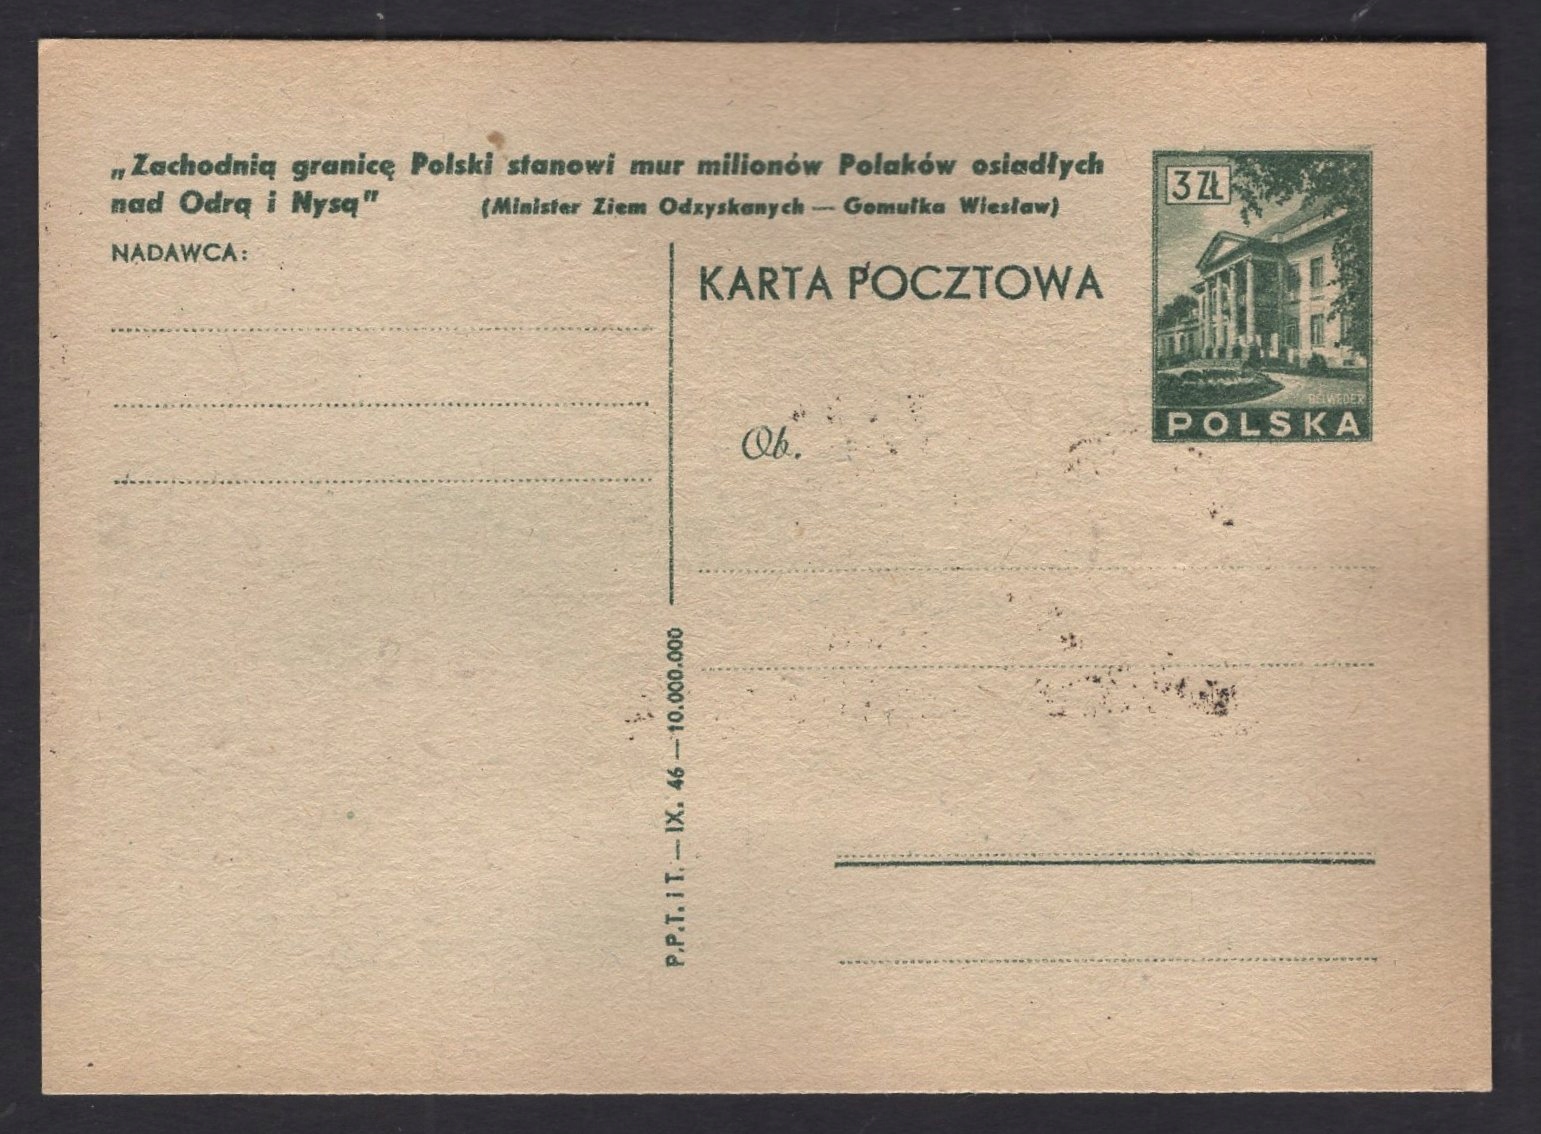 „Zachodnią granicę Polski stanowi mur milionów Polaków osiadłych
nad Odrą i Nysą” (Minister Ziem Odzyskanych — Gomułka Wiesław)
NADAWCA:
KARTA POCZTOWA
3 ZŁ
BELWEDER
POLSKA
Ob.
P.P.T. i T. — IX. 46 — 10.000.000